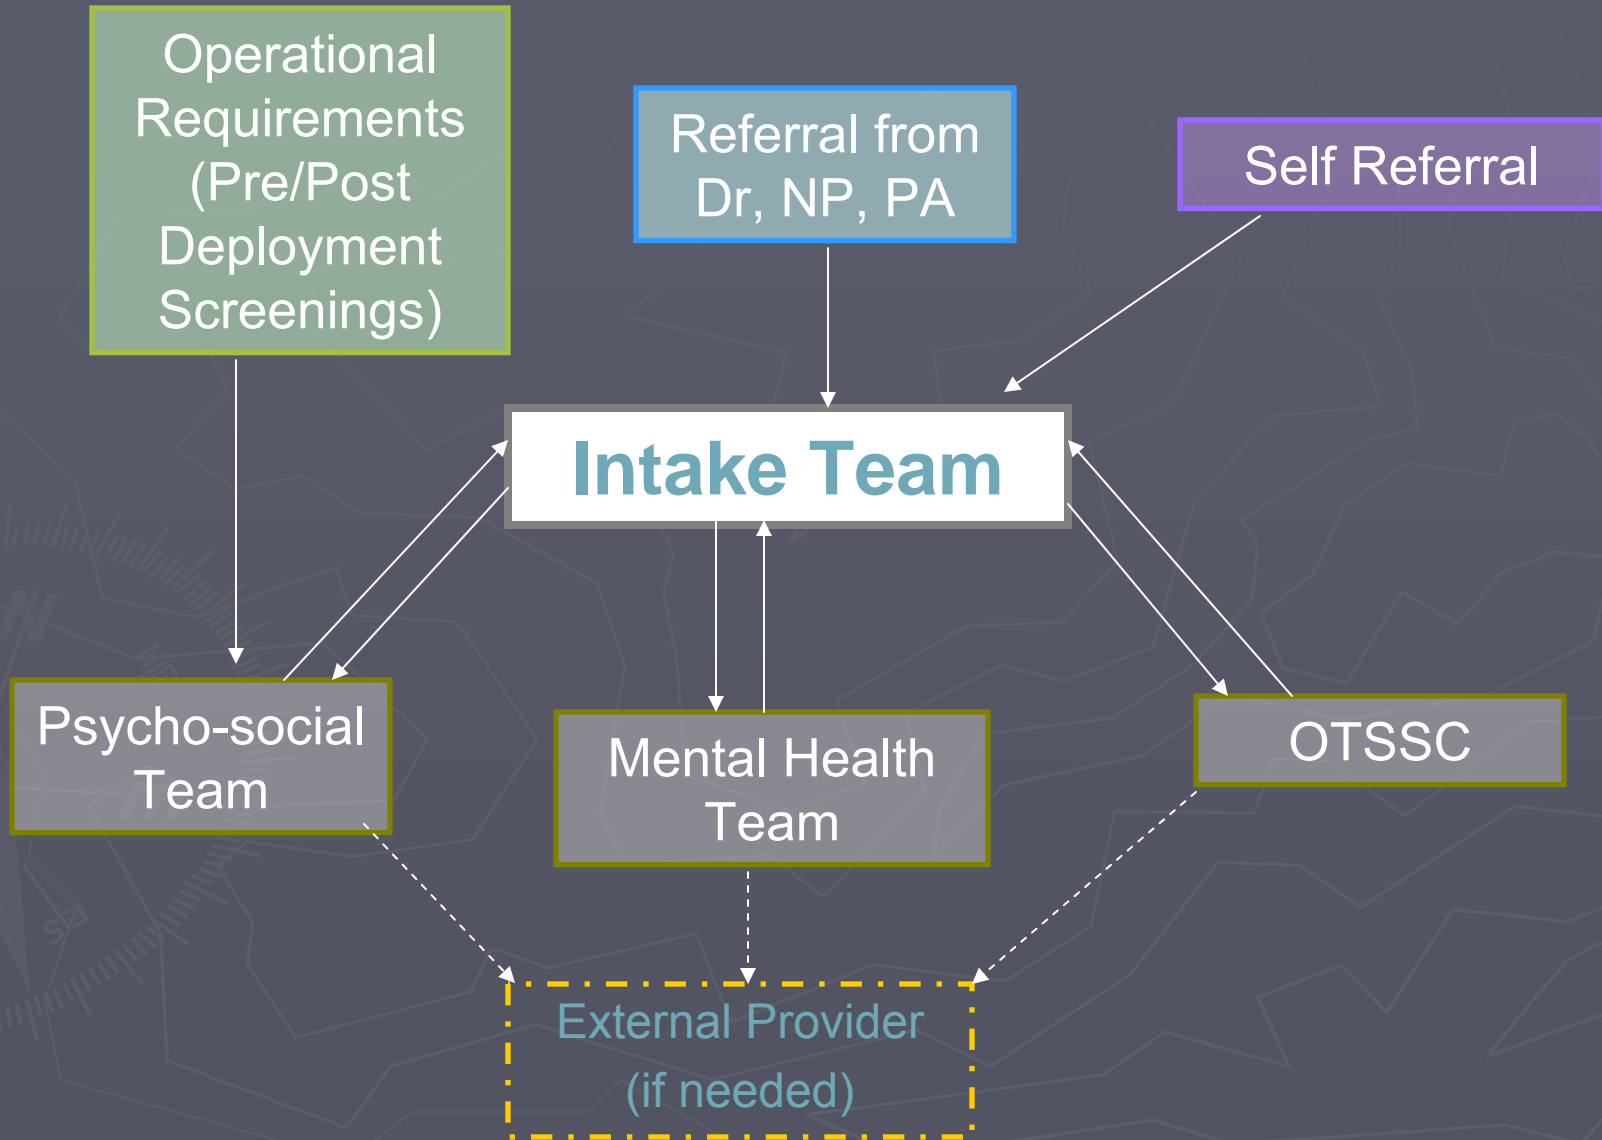 Operational
Requirements
(Pre/Post
Deployment
Screenings)
Referral from
Dr, NP, PA
Self Referral
Intake Team
Psycho-social
Team
Mental Health
Team
OTSSC
External Provider
(if needed)
N
S